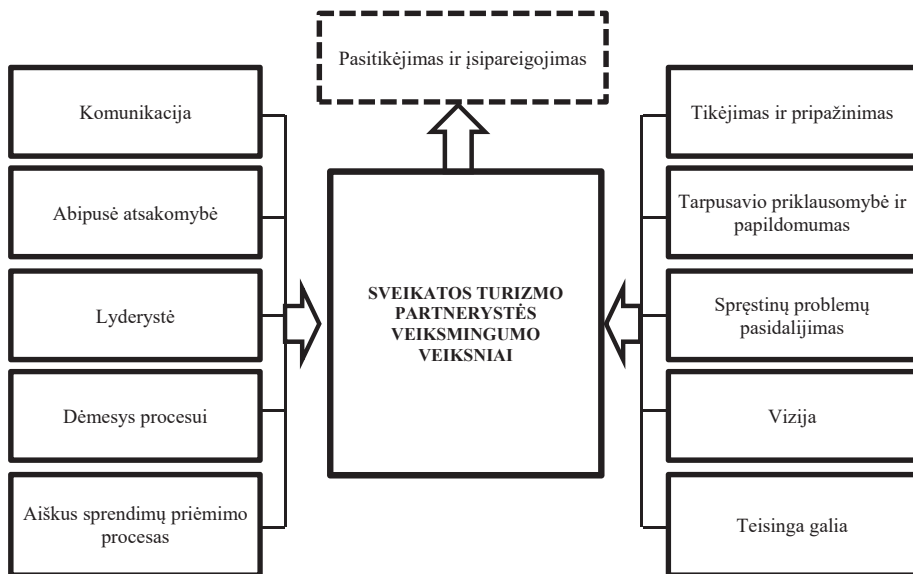 Pasitikėjimas ir įsipareigojimas
Komunikacija
Abipusė atsakomybė
Lyderystė
Dėmesys procesui
Aiškus sprendimų priėmimo
procesas
SVEIKATOS TURIZMO
PARTNERYSTĖS
VEIKSMINGUMO
VEIKSNIAI
Tikėjimas ir pripažinimas
Tarpusavio priklausomybė ir
papildomumas
Spręstinų problemų
pasidalijimas
Vizija
Teisinga galia